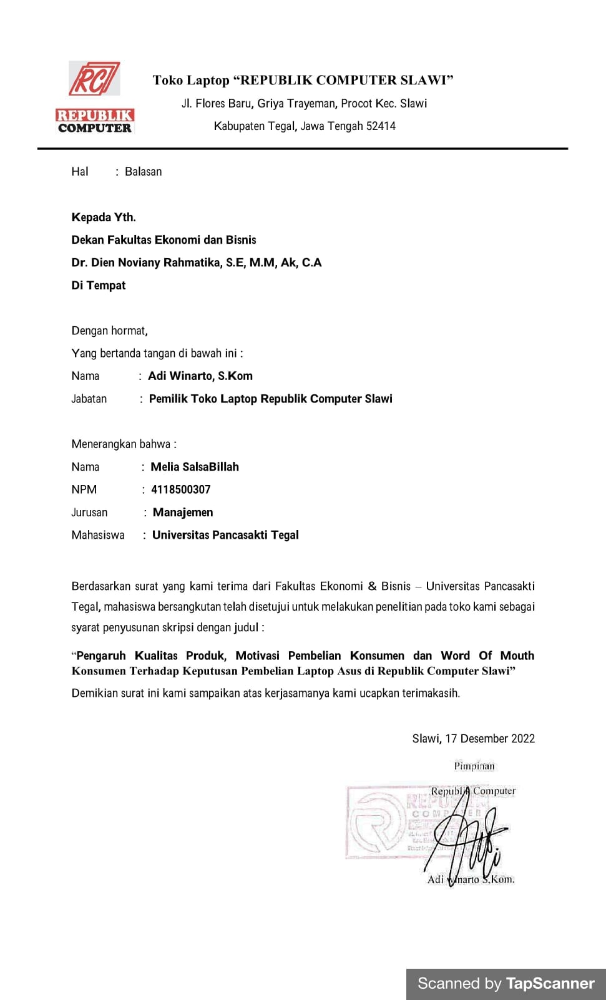 RC
REPUBLIK
COMPUTER
Toko Laptop “REPUBLIK COMPUTER SLAWI”
Jl. Flores Baru, Griya Trayeman, Procot Kec. Slawi
Kabupaten Tegal, Jawa Tengah 52414
Hal : Balasan
Kepada Yth.
Dekan Fakultas Ekonomi dan Bisnis
Dr. Dien Noviany Rahmatika, S.E, M.M, Ak, C.A
Di Tempat
Dengan hormat,
Yang bertanda tangan di bawah ini :
Nama : Adi Winarto, S.Kom
Jabatan : Pemilik Toko Laptop Republik Computer Slawi
Menerangkan bahwa :
Nama : Melia SalsaBillah
NPM : 4118500307
Jurusan : Manajemen
Mahasiswa : Universitas Pancasakti Tegal
Berdasarkan surat yang kami terima dari Fakultas Ekonomi & Bisnis – Universitas Pancasakti
Tegal, mahasiswa bersangkutan telah disetujui untuk melakukan penelitian pada toko kami sebagai
syarat penyusunan skripsi dengan judul :
“Pengaruh Kualitas Produk, Motivasi Pembelian Konsumen dan Word Of Mouth
Konsumen Terhadap Keputusan Pembelian Laptop Asus di Republik Computer Slawi”
Demikian surat ini kami sampaikan atas kerjasamanya kami ucapkan terimakasih.
Slawi, 17 Desember 2022
Pimpinan
Republik Computer
REPUBLIK
COMPUTER
Adi winarto S.Kom.
Scanned by TapScanner